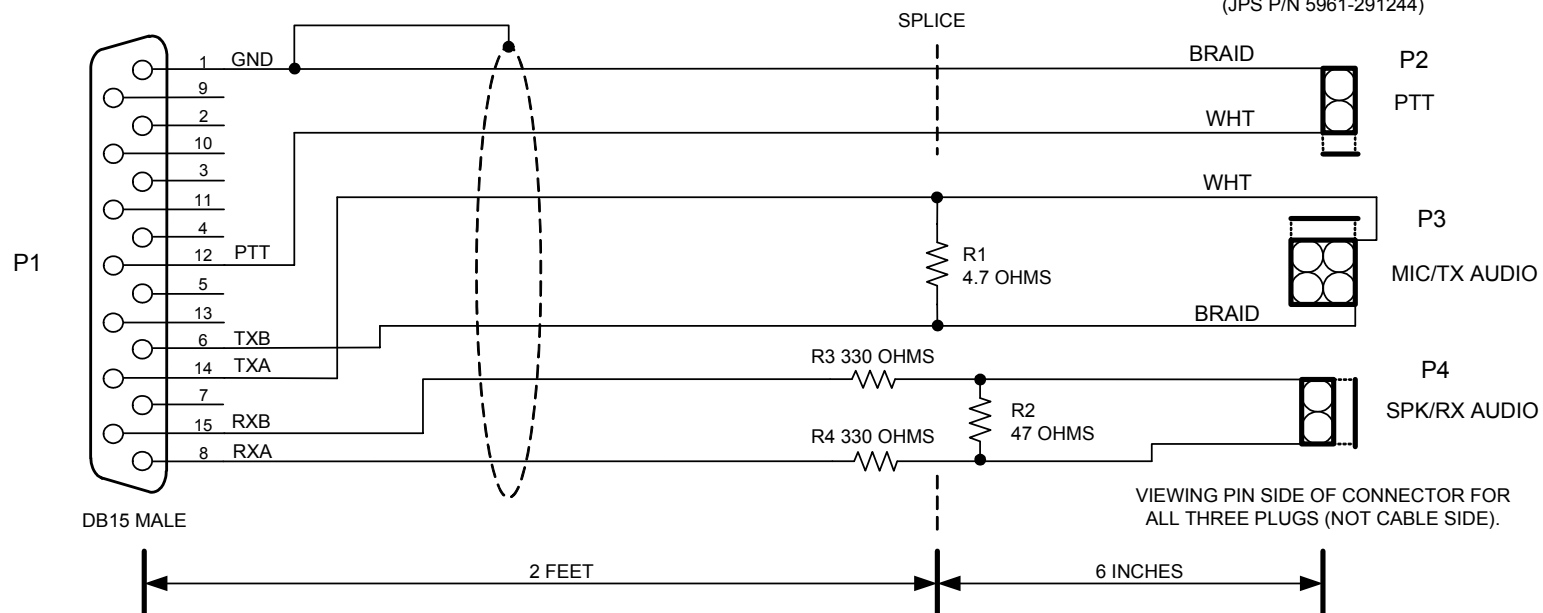 (JPS P/N 5961-291244)
SPLICE
1 GND
BRAID
P2
9
PTT
2
WHT
10
3
WHT
11
P3
4
12 PTT
R1
4.7 OHMS
P1
MIC/TX AUDIO
5
13
BRAID
6 TXB
R3 330 OHMS
14 TXA
P4
7
R2
47 OHMS
SPK/RX AUDIO
15 RXB
R4 330 OHMS
8 RXA
VIEWING PIN SIDE OF CONNECTOR FOR
ALL THREE PLUGS (NOT CABLE SIDE).
DB15 MALE
2 FEET
6 INCHES